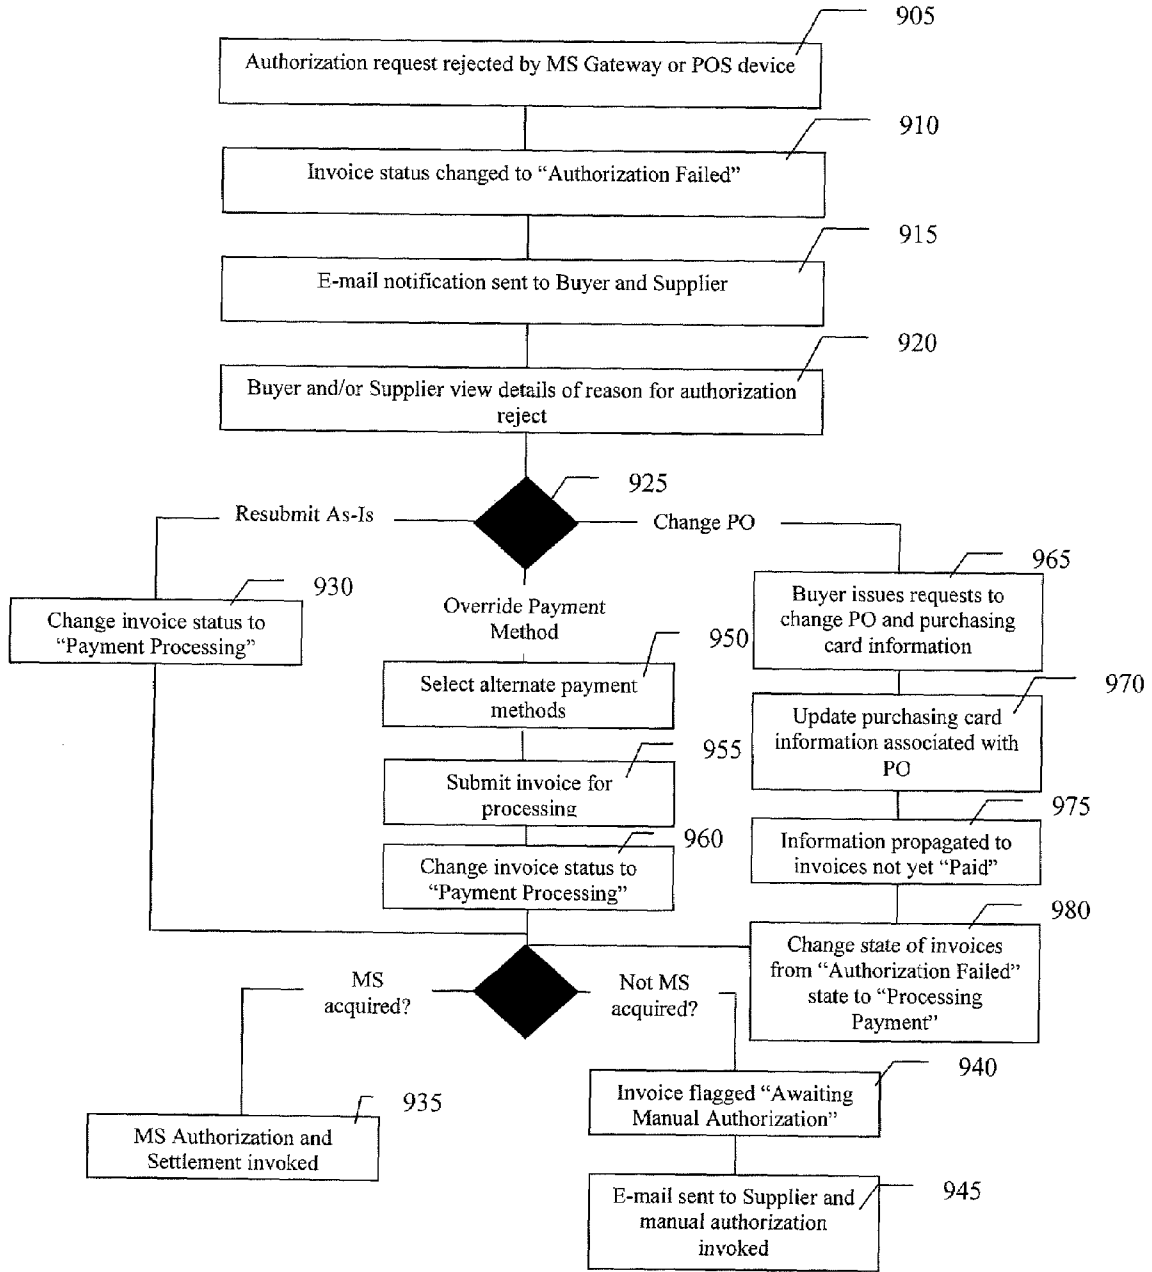 905
Authorization request rejected by MS Gateway or POS device
910
Invoice status changed to “Authorization Failed”
915
E-mail notification sent to Buyer and Supplier
920
Buyer and/or Supplier view details of reason for authorization
reject
925
Resubmit As-Is
Change PO
930
Change invoice status to
“Payment Processing”
Override Payment
Method
950
Select alternate payment
methods
955
Submit invoice for
processing
960
Change invoice status to
“Payment Processing”
965
Buyer issues requests to
change PO and purchasing
card information
970
Update purchasing card
information associated with
PO
975
Information propagated to
invoices not yet “Paid”
980
Change state of invoices
from “Authorization Failed”
state to “Processing
Payment”
MS
acquired?
Not MS
acquired?
935
MS Authorization and
Settlement invoked
940
Invoice flagged “Awaiting
Manual Authorization”
945
E-mail sent to Supplier and
manual authorization
invoked